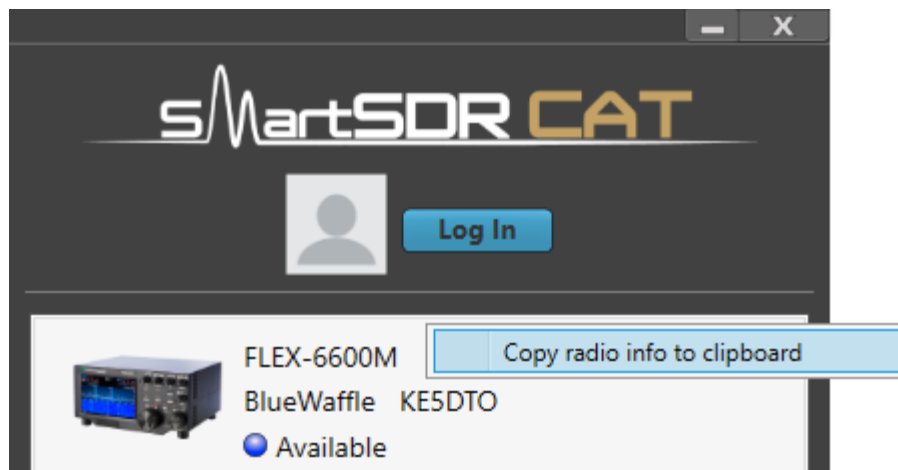 X
sMartSDR CAT
Log In
FLEX-6600M
Copy radio info to clipboard
BlueWaffle KE5DTO
Available